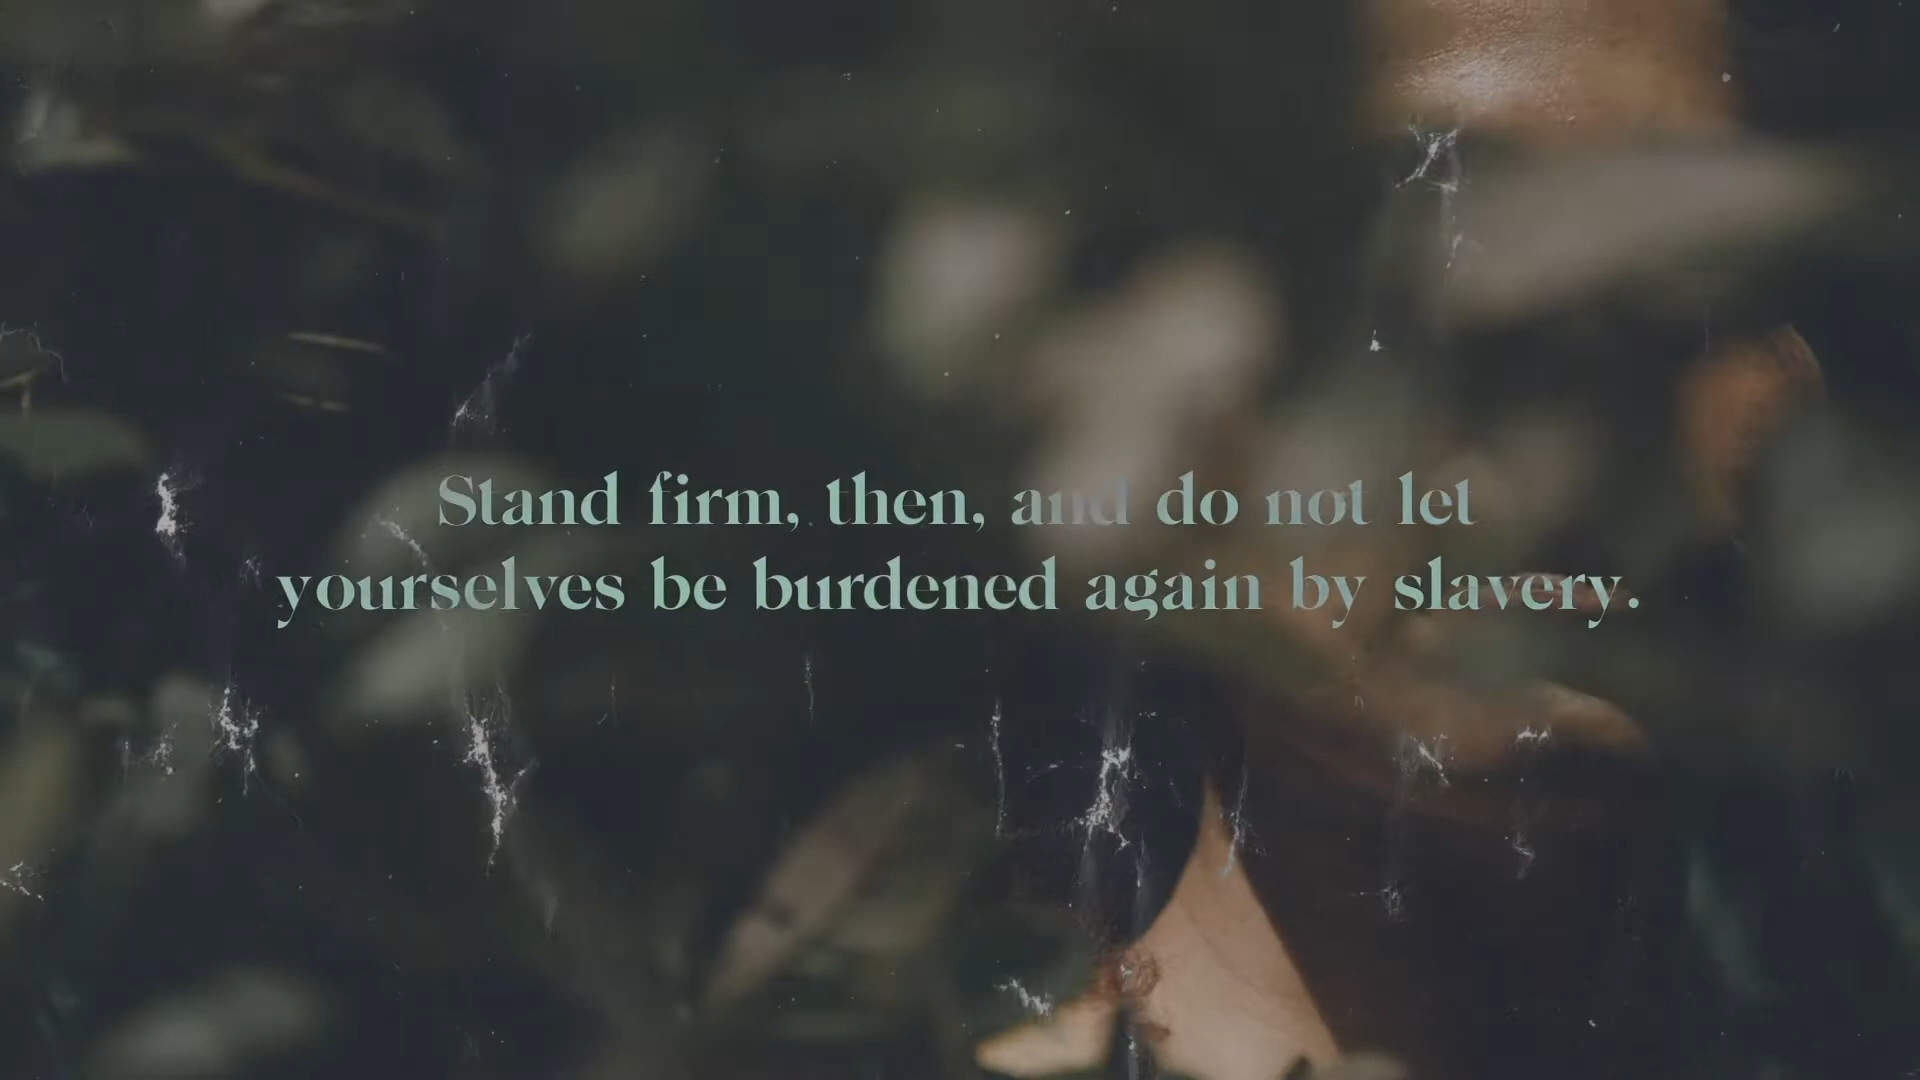 Stand firm, then, and do not let
yourselves be burdened again by slavery.